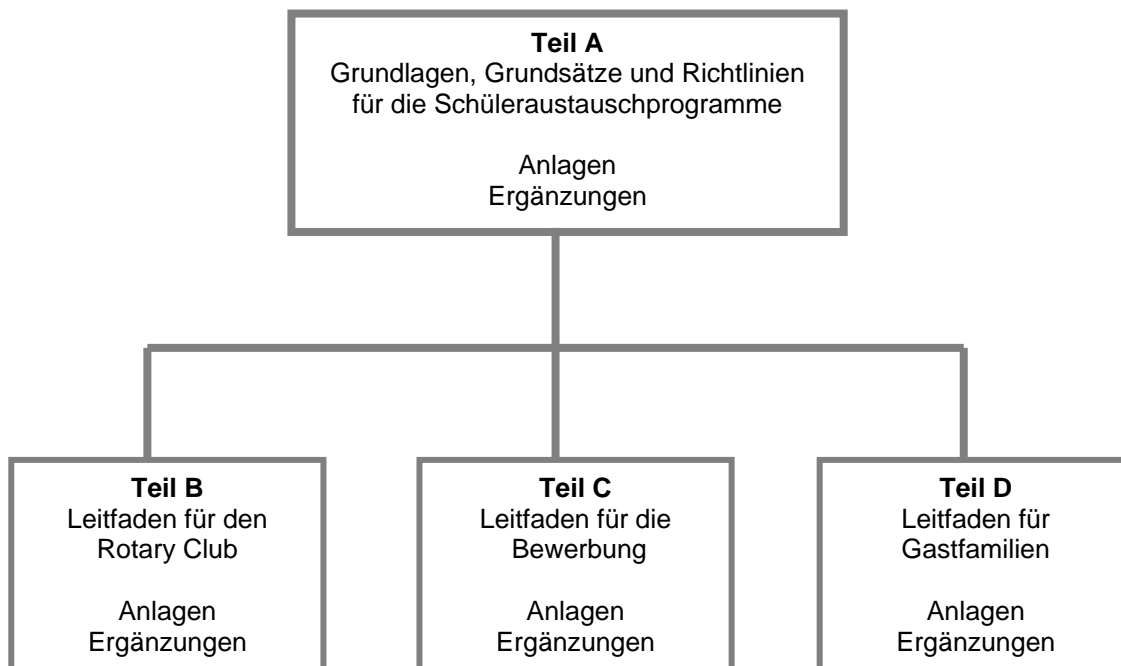 Teil A
Grundlagen, Grundsätze und Richtlinien
für die Schüleraustauschprogramme
Anlagen
Ergänzungen
Teil B
Leitfaden für den
Rotary Club
Anlagen
Ergänzungen
Teil C
Leitfaden für die
Bewerbung
Anlagen
Ergänzungen
Teil D
Leitfaden für
Gastfamilien
Anlagen
Ergänzungen